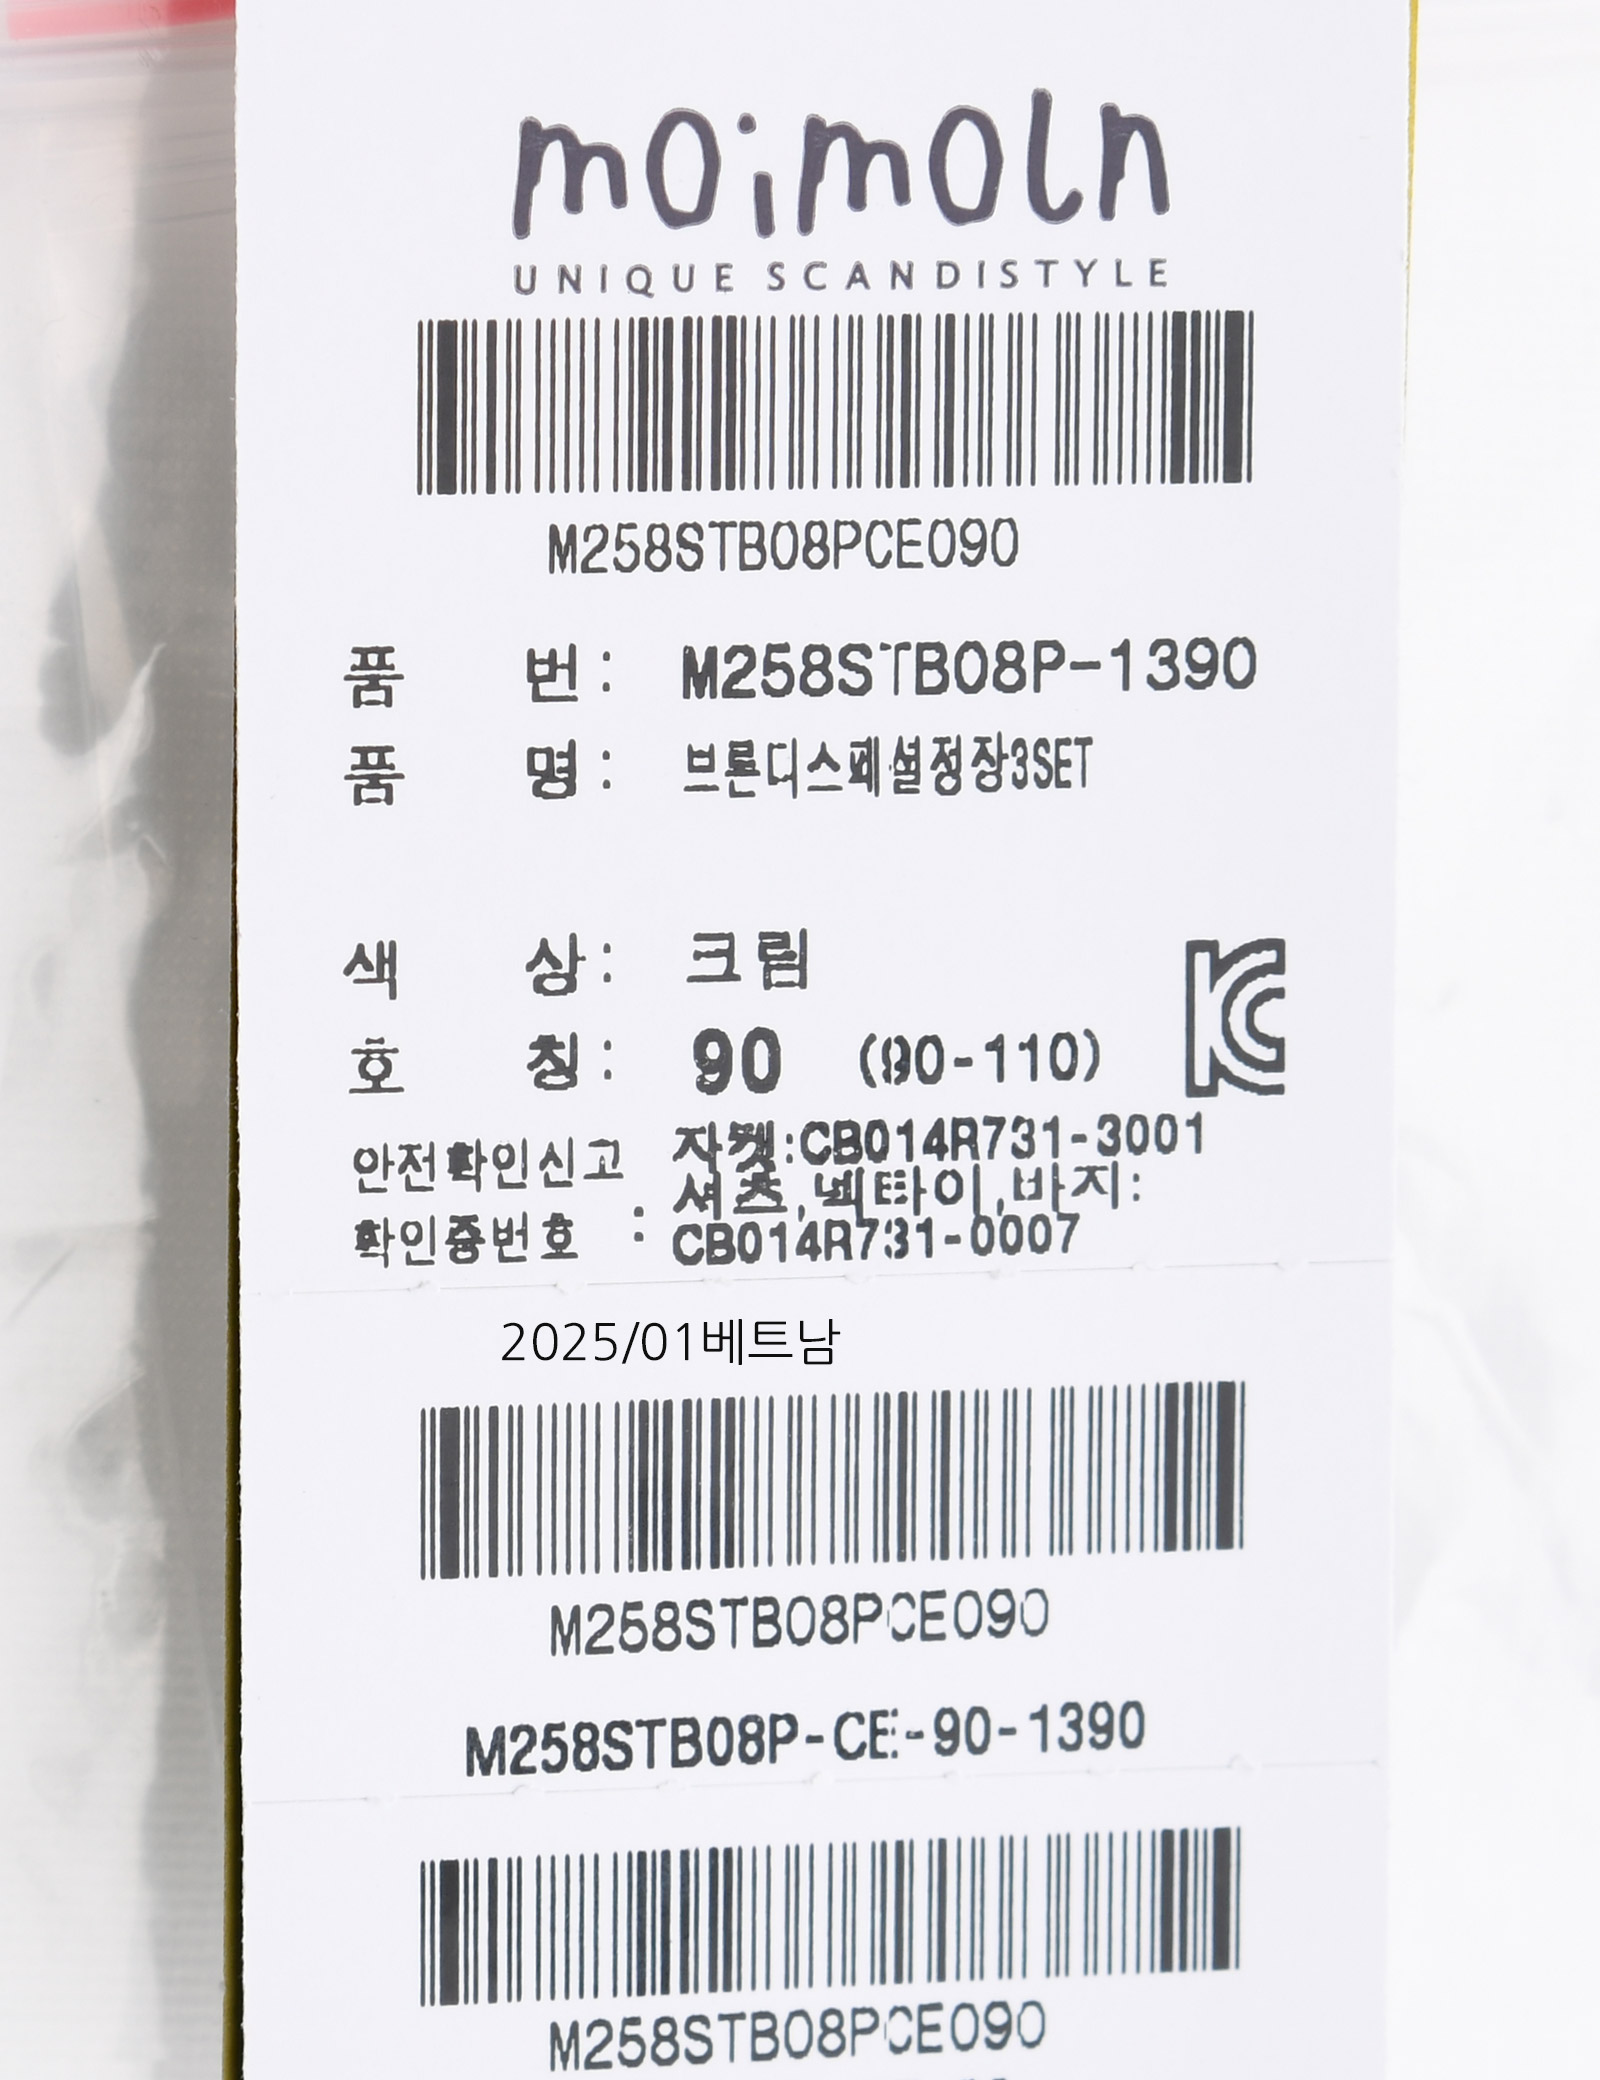 moimoln
UNIQUE SCANDISTYLE
M258STB08PCE090
품 번: M258STB08P-1390
품 명: 브론디스페셜정장3SET
색 상: 크림
호 칭: 90 (90-110)
안전확인신고 자켓:CB014R731-3001
셔츠,넥타이,바지:
확인증번호 : CB014R731-0007
2025/01베트남
M258STB08PCE090
M258STB08P-CE-90-1390
M258STB08PCE090